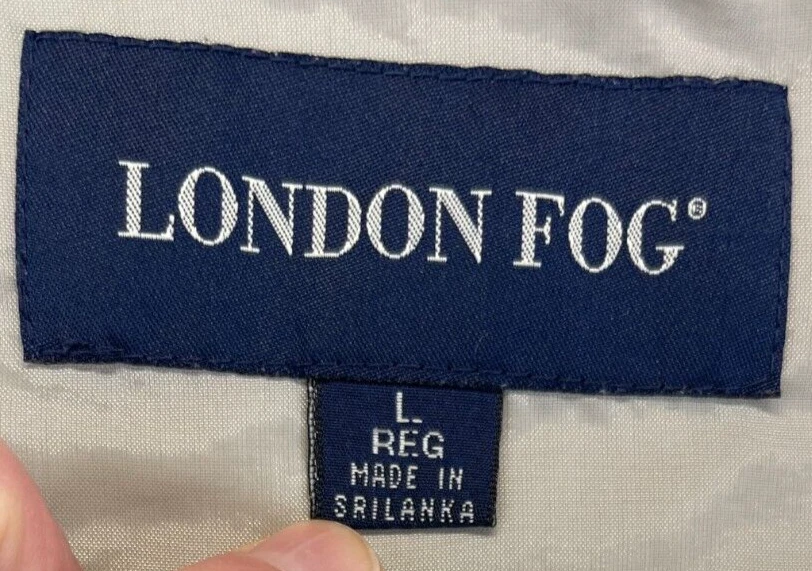 LONDON FOG®
L
REG
MADE IN
SRILANKA